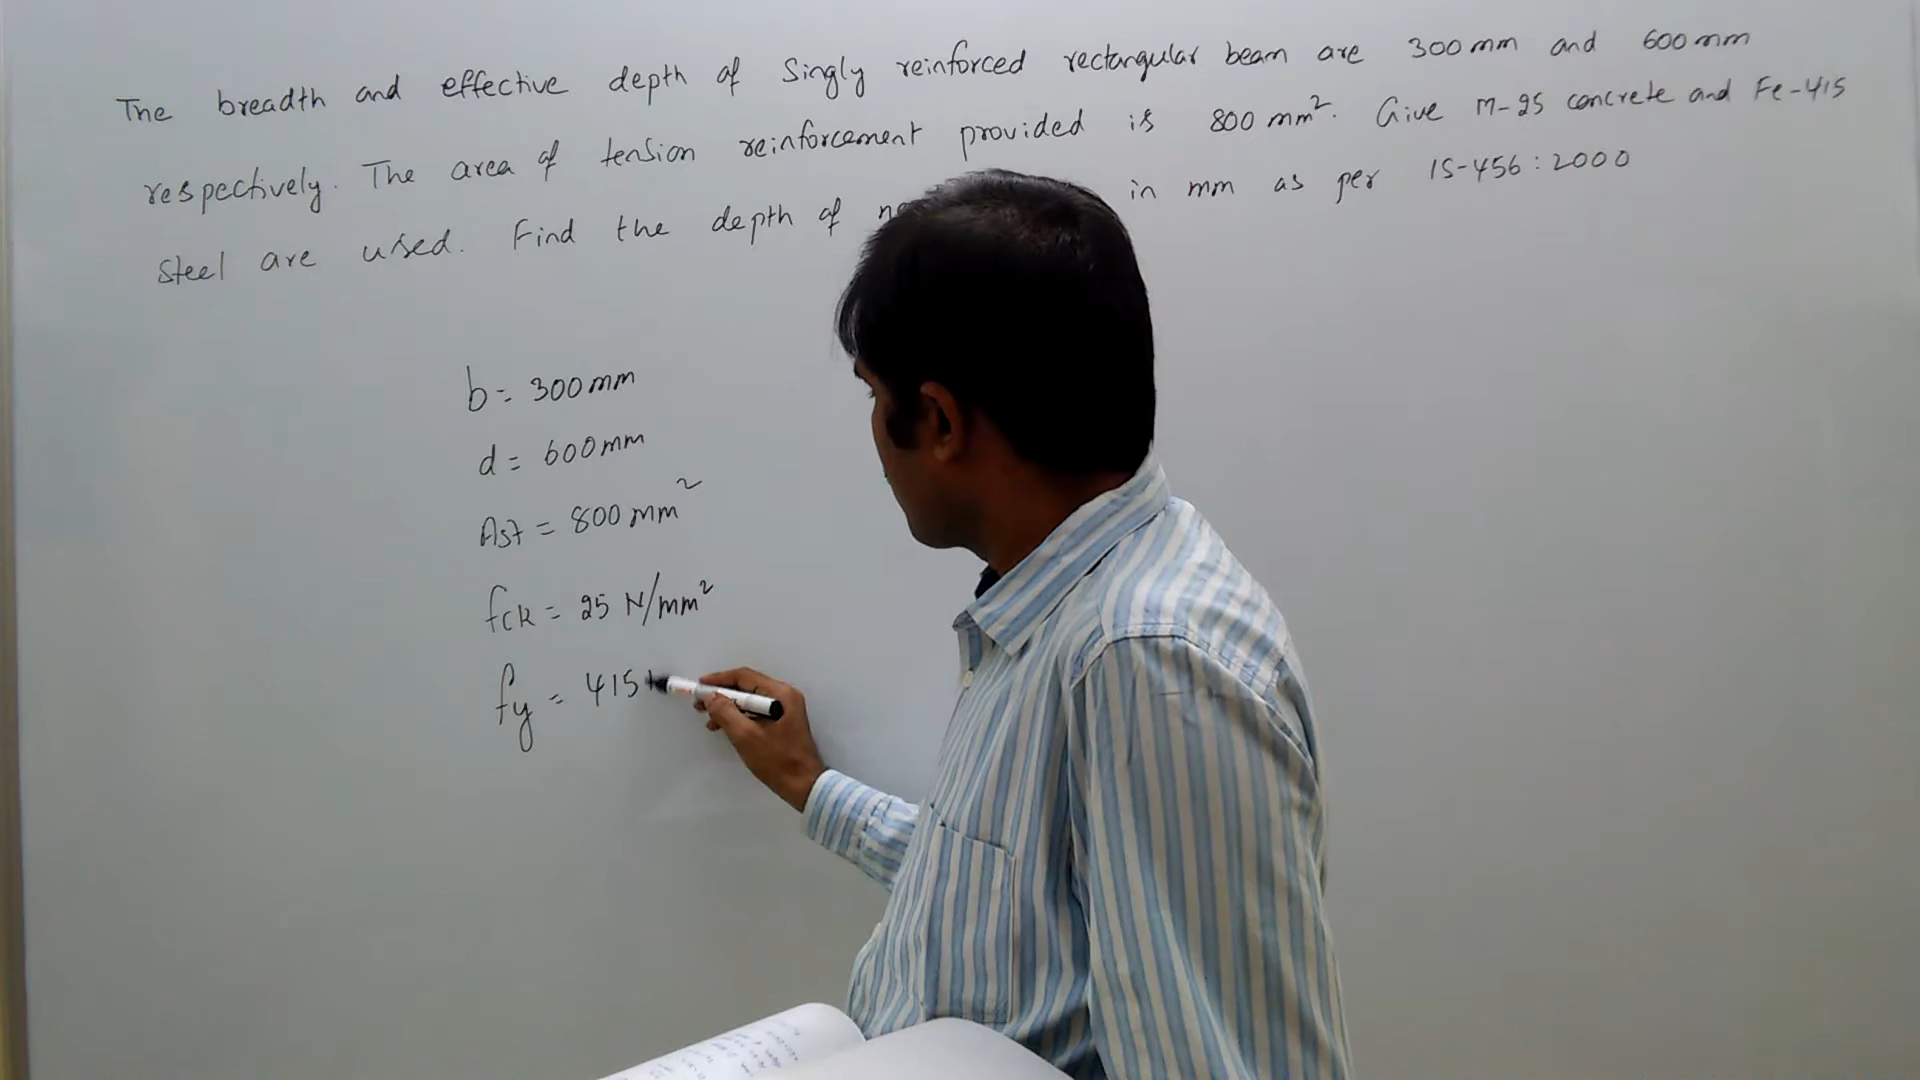 The breadth and effective depth of Singly reinforced rectangular beam are 300 mm and 600 mm
respectively. The area of tension reinforcement provided is 800 mm². Give M-25 concrete and Fe-415
Steel are used. Find the depth of in mm as per IS-456:2000
b = 300 mm
d = 600 mm
Ast = 800 mm²
fck = 25 N/mm²
fy = 415